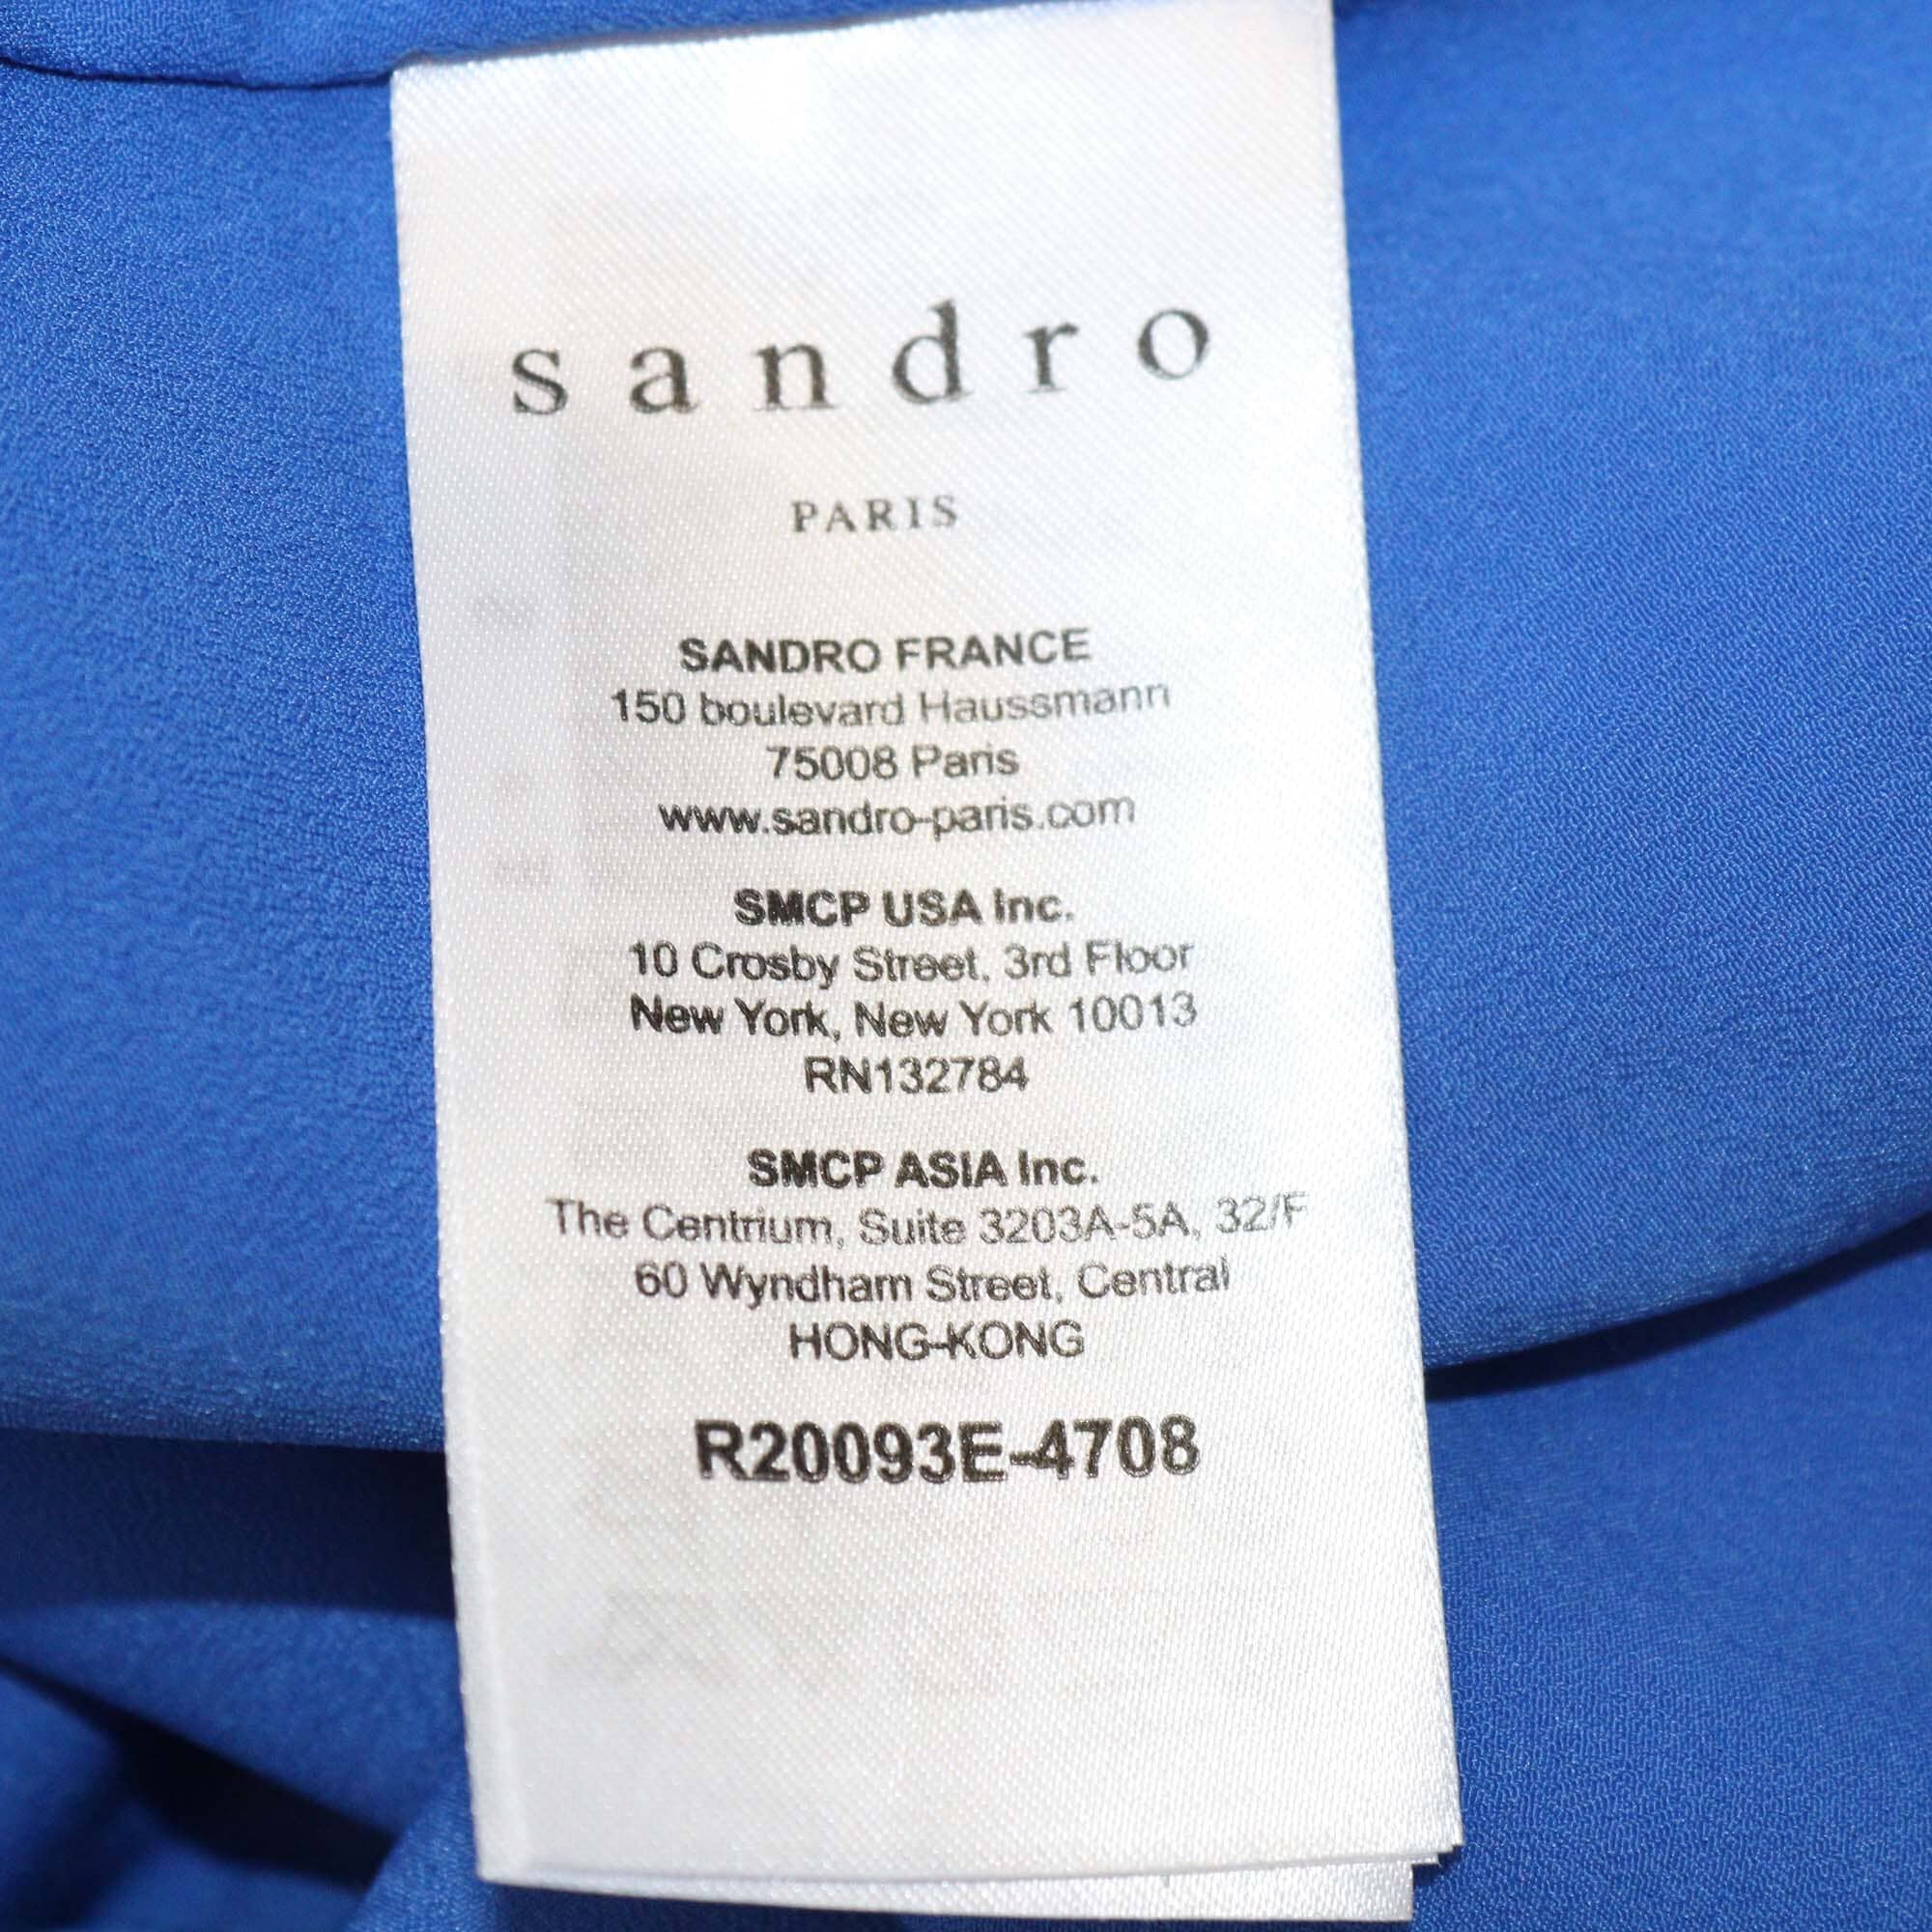 sandro
PARIS
SANDRO FRANCE
150 boulevard Haussmann
75008 Paris
www.sandro-paris.com
SMCP USA Inc.
10 Crosby Street, 3rd Floor
New York, New York 10013
RN132784
SMCP ASIA Inc.
The Centrium, Suite 3203A-5A, 32/F
60 Wyndham Street, Central
HONG-KONG
R20093E-4708